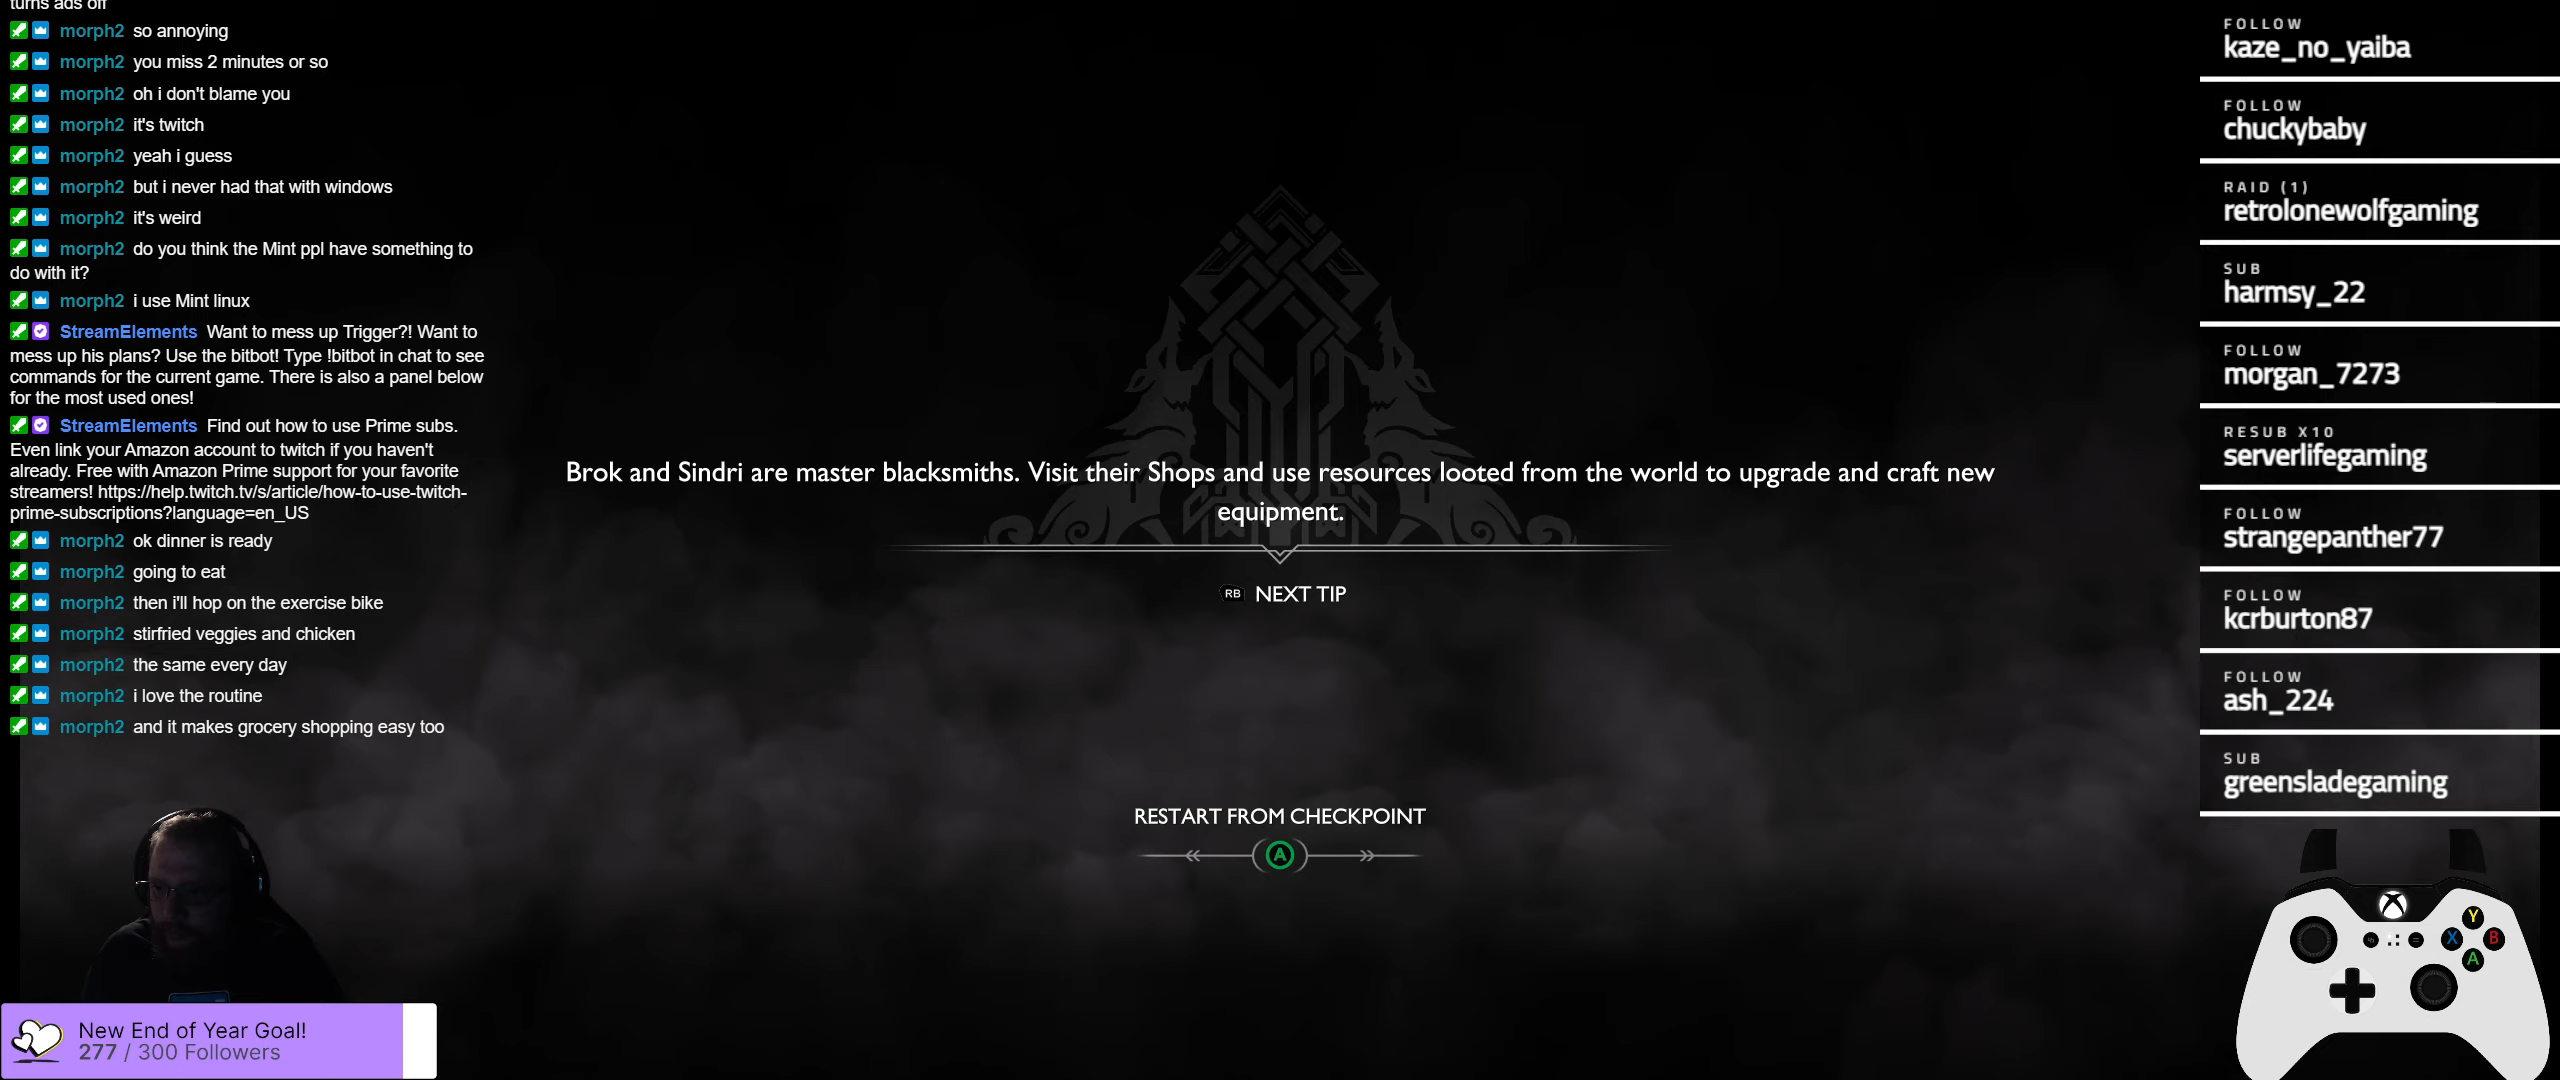 turns ads off
morph2 so annoying
morph2 you miss 2 minutes or so
morph2 oh i don't blame you
morph2 it's twitch
morph2 yeah i guess
morph2 but i never had that with windows
morph2 it's weird
morph2 do you think the Mint ppl have something to
do with it?
morph2 i use Mint linux
StreamElements Want to mess up Trigger?! Want to
mess up his plans? Use the bitbot! Type !bitbot in chat to see
commands for the current game. There is also a panel below
for the most used ones!
StreamElements Find out how to use Prime subs.
Even link your Amazon account to twitch if you haven't
already. Free with Amazon Prime support for your favorite
streamers! https://help.twitch.tv/s/article/how-to-use-twitch-
prime-subscriptions?language=en_US
morph2 ok dinner is ready
morph2 going to eat
morph2 then i'll hop on the exercise bike
morph2 stirfried veggies and chicken
morph2 the same every day
morph2 i love the routine
morph2 and it makes grocery shopping easy too
New End of Year Goal!
277 / 300 Followers
Brok and Sindri are master blacksmiths. Visit their Shops and use resources looted from the world to upgrade and craft new
equipment.
RB NEXT TIP
RESTART FROM CHECKPOINT
A
FOLLOW
kaze_no_yaiba
FOLLOW
chuckybaby
RAID (1)
retrolonewolfgaming
SUB
harmsy_22
FOLLOW
morgan_7273
RESUB X10
serverlifegaming
FOLLOW
strangepanther77
FOLLOW
kcrburton87
FOLLOW
ash_224
SUB
greensladegaming
Y
X B
A